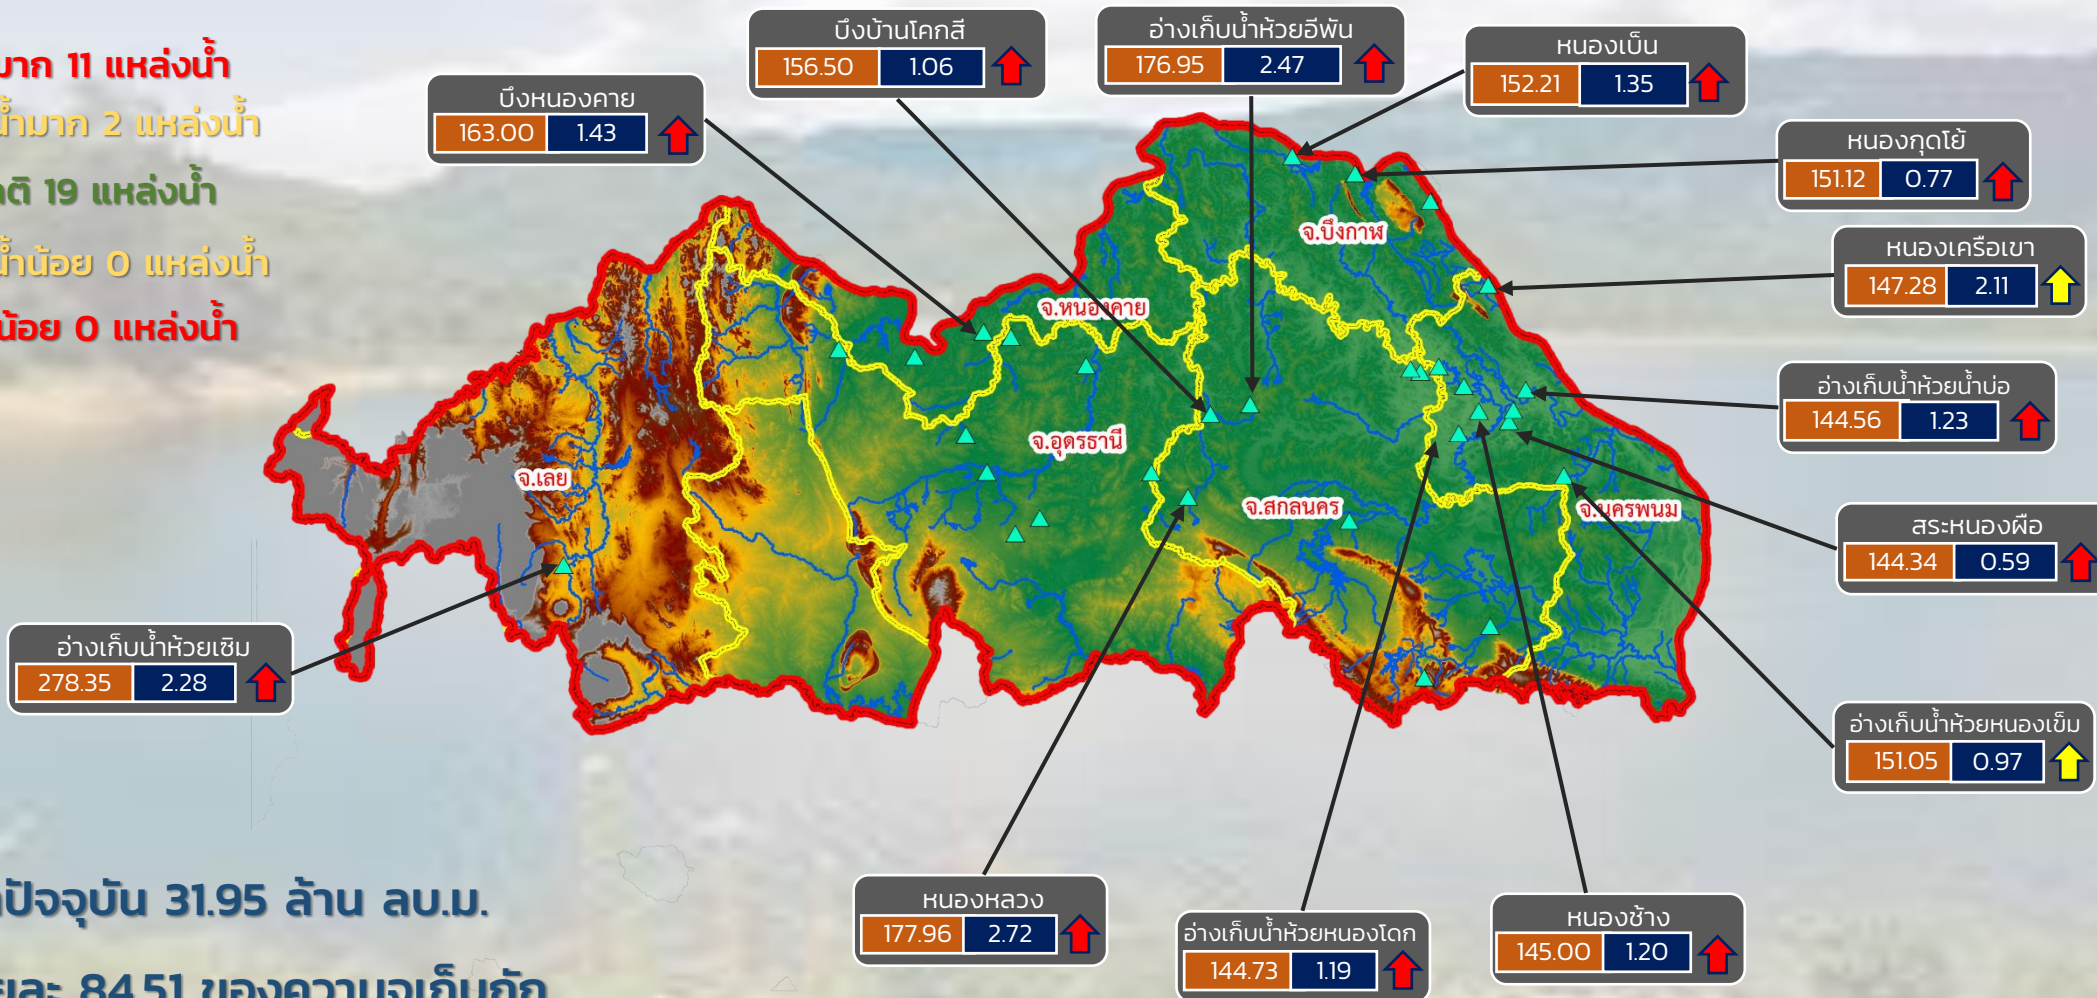 มาก 11 แหล่งน้ำ
น้ำมาก 2 แหล่งน้ำ
19 แหล่งน้ำ
น้ำน้อย 0 แหล่งน้ำ
น้อย 0 แหล่งน้ำ
บึงหนองคาย
163.00 1.43
บึงบ้านโคกสี
156.50 1.06
อ่างเก็บน้ำห้วยอีพัน
176.95 2.47
หนองเบ็น
152.21 1.35
หนองกุดโย้
151.12 0.77
หนองเครือเขา
147.28 2.11
อ่างเก็บน้ำห้วยน้ำบ่อ
144.56 1.23
สระหนองผือ
144.34 0.59
อ่างเก็บน้ำห้วยหนองเข็ม
151.05 0.97
จ.บึงกาฬ
จ.หนองคาย
จ.อุดรธานี
จ.เลย
จ.สกลนคร
จ.นครพนม
อ่างเก็บน้ำห้วยเซิม
278.35 2.28
หนองหลวง
177.96 2.72
อ่างเก็บน้ำห้วยหนองโดก
144.73 1.19
หนองช้าง
145.00 1.20
ปัจจุบัน 31.95 ล้าน ลบ.ม.
84.51 ของความจุเก็บกัก